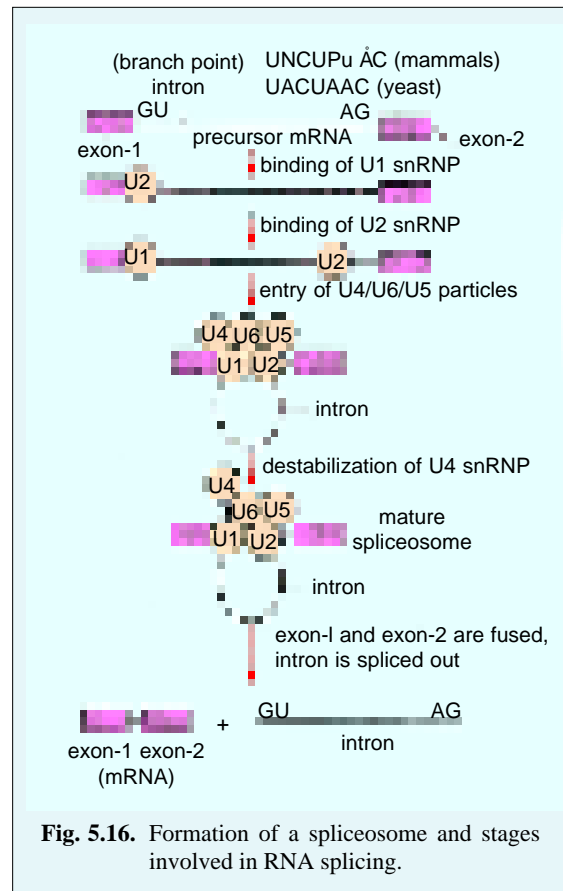 (branch point) UNCUPu ÅC (mammals)
intron UACUAAC (yeast)
GU AG
precursor mRNA
exon-1 exon-2
binding of U1 snRNP
U2
binding of U2 snRNP
U1 U2
entry of U4/U6/U5 particles
U4 U6 U5
U1 U2
intron
destabilization of U4 snRNP
U4
U6 U5
U1 U2
mature
spliceosome
intron
exon-l and exon-2 are fused,
intron is spliced out
GU AG
+
exon-1 exon-2 intron
(mRNA)
Fig. 5.16. Formation of a spliceosome and stages
involved in RNA splicing.